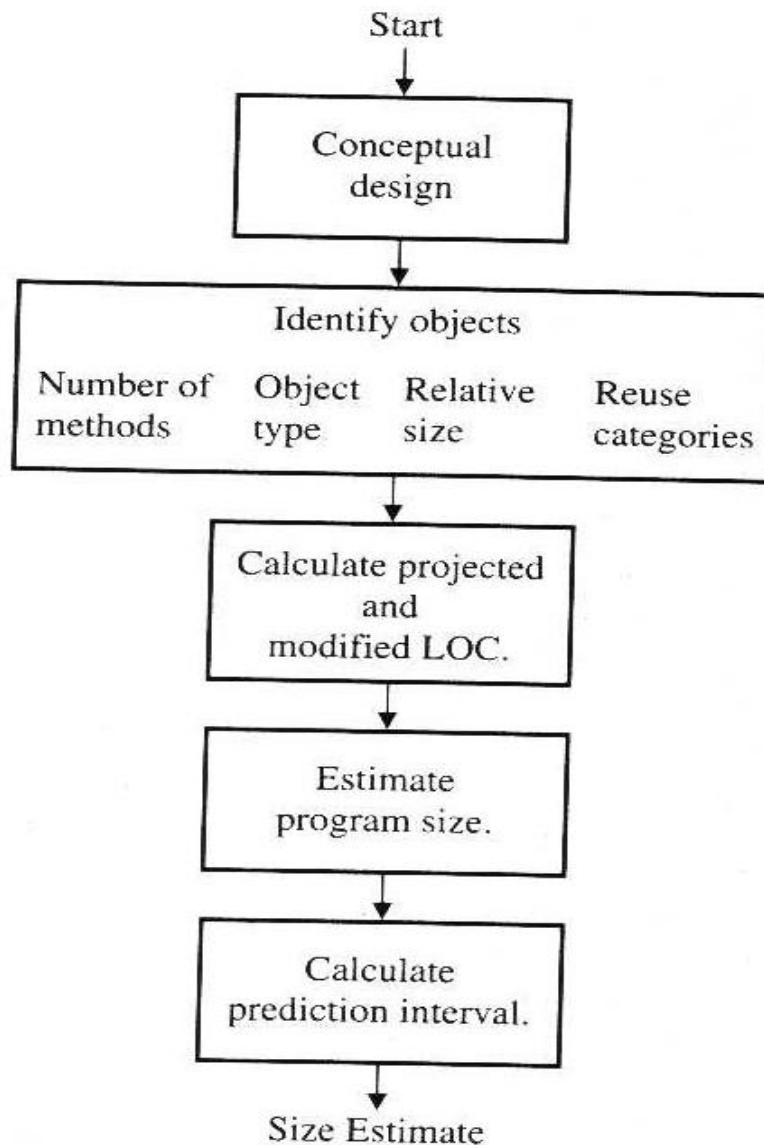 Start
Conceptual
design
Identify objects
Number of Object Relative Reuse
methods type size categories
Calculate projected
and
modified LOC.
Estimate
program size.
Calculate
prediction interval.
Size Estimate